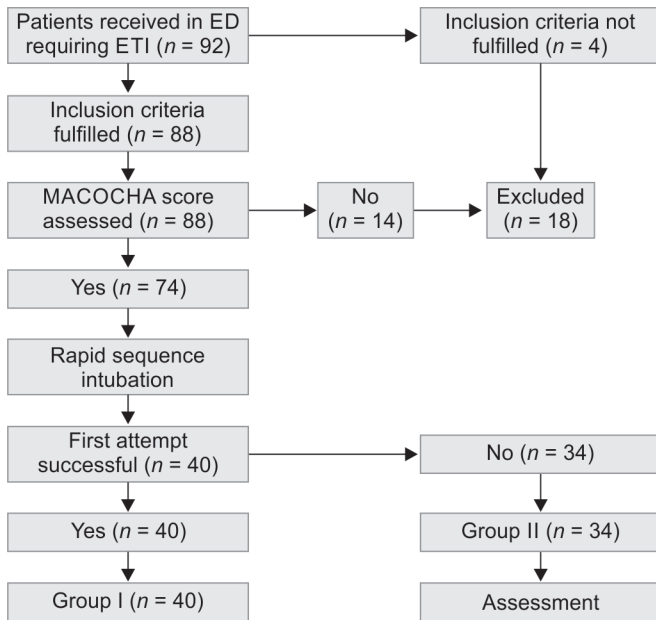 Patients received in ED
requiring ETI (n = 92)
Inclusion criteria not
fulfilled (n = 4)
Inclusion criteria
fulfilled (n = 88)
MACOCHA score
assessed (n = 88)
No
(n = 14)
Excluded
(n = 18)
Yes (n = 74)
Rapid sequence
intubation
First attempt
successful (n = 40)
No (n = 34)
Yes (n = 40)
Group II (n = 34)
Group I (n = 40)
Assessment